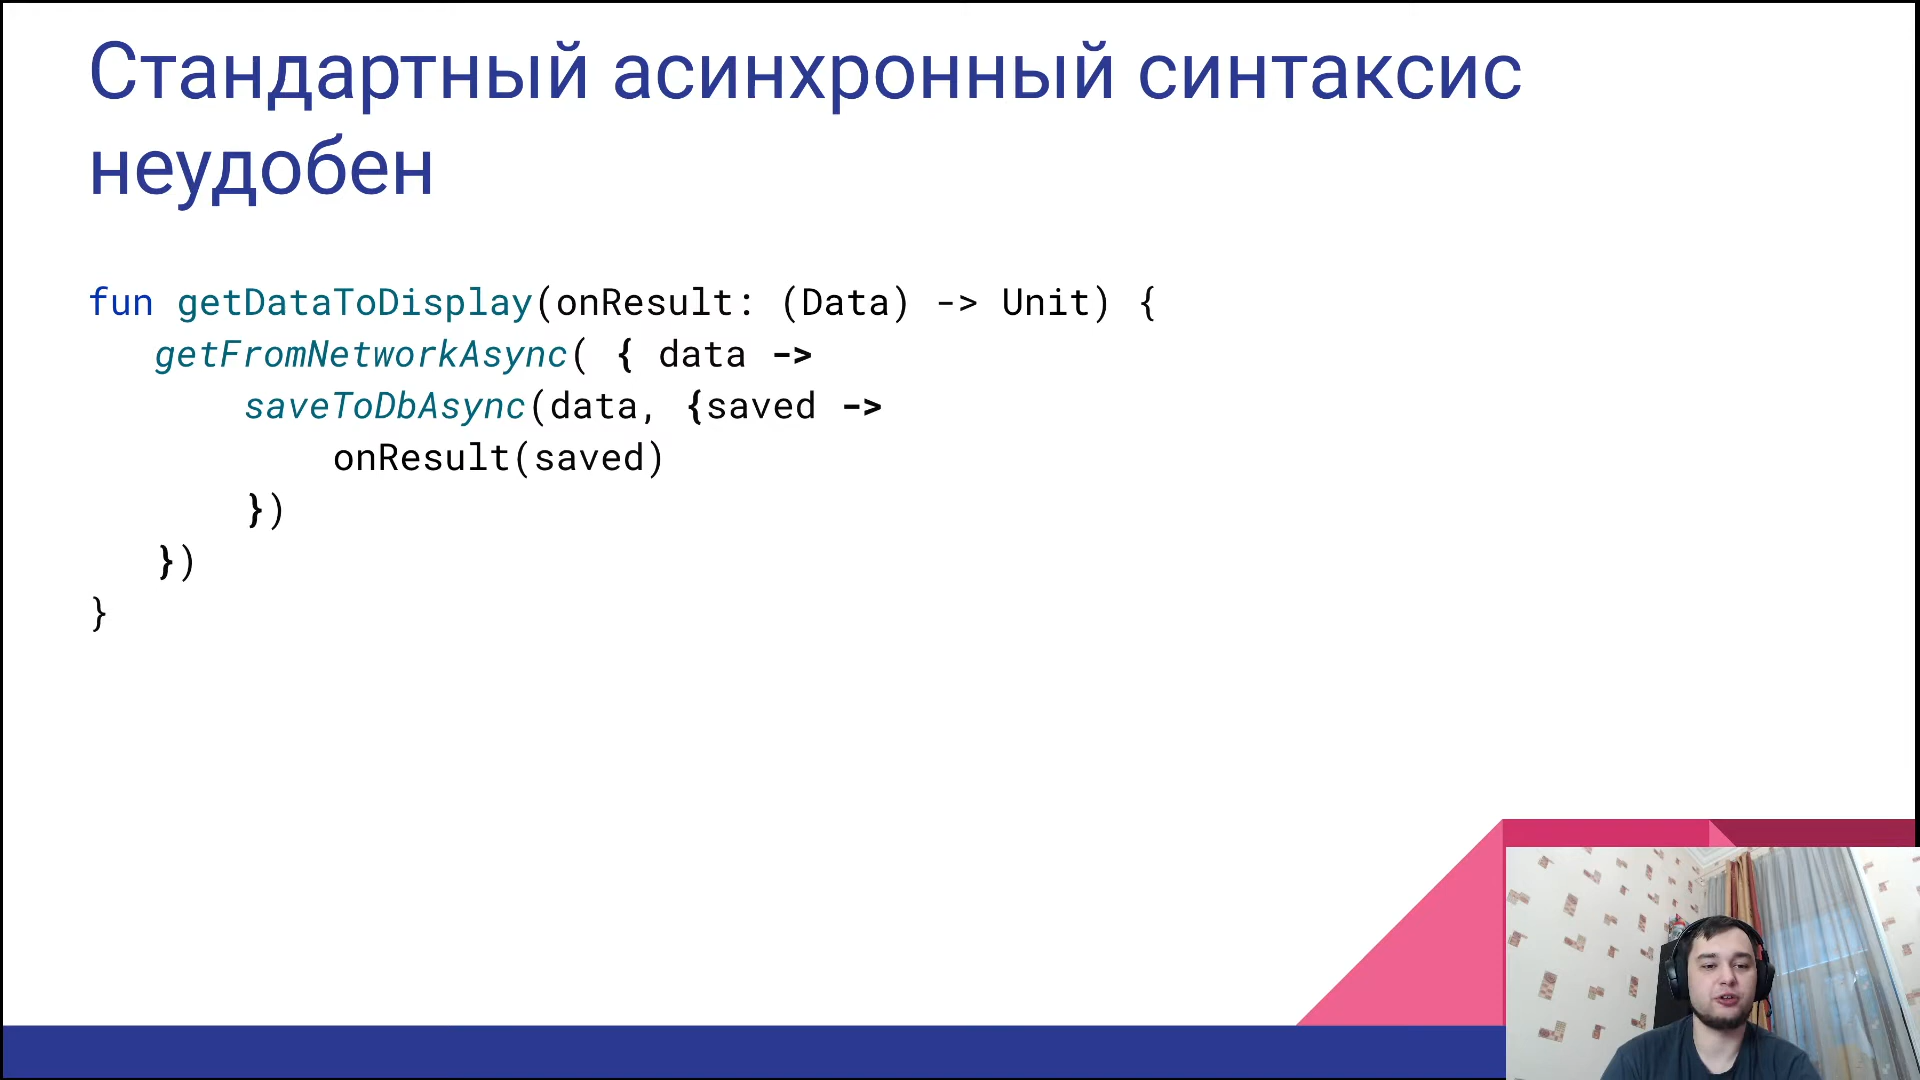 Стандартный асинхронный синтаксис
неудобен
fun getDataToDisplay(onResult: (Data) -> Unit) {
getFromNetworkAsync( { data ->
saveToDbAsync(data, {saved ->
onResult(saved)
})
})
}